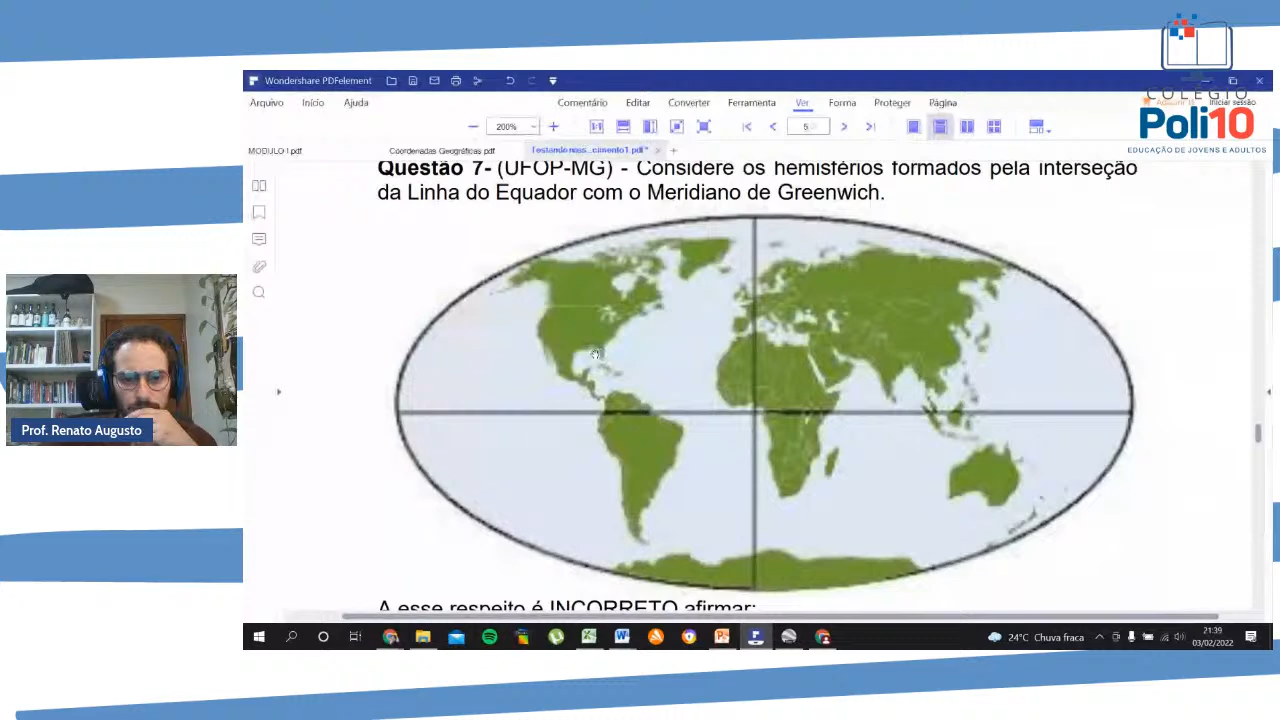 COLÉGIO
Poli10
EDUCAÇÃO DE JOVENS E ADULTOS
Wondershare PDFelement
Arquivo Início Ajuda
Comentário Editar Converter Ferramenta Ver Forma Proteger Página
Iniciar sessão
200%
5
MODULO I.pdf
Coordenadas Geográficas.pdf
Questão 7- (UFOP-MG) - Considere os hemisférios formados pela interseção
da Linha do Equador com o Meridiano de Greenwich.
A esse respeito é INCORRETO afirmar:
Prof. Renato Augusto
24°C Chuva fraca
21:39
03/02/2022